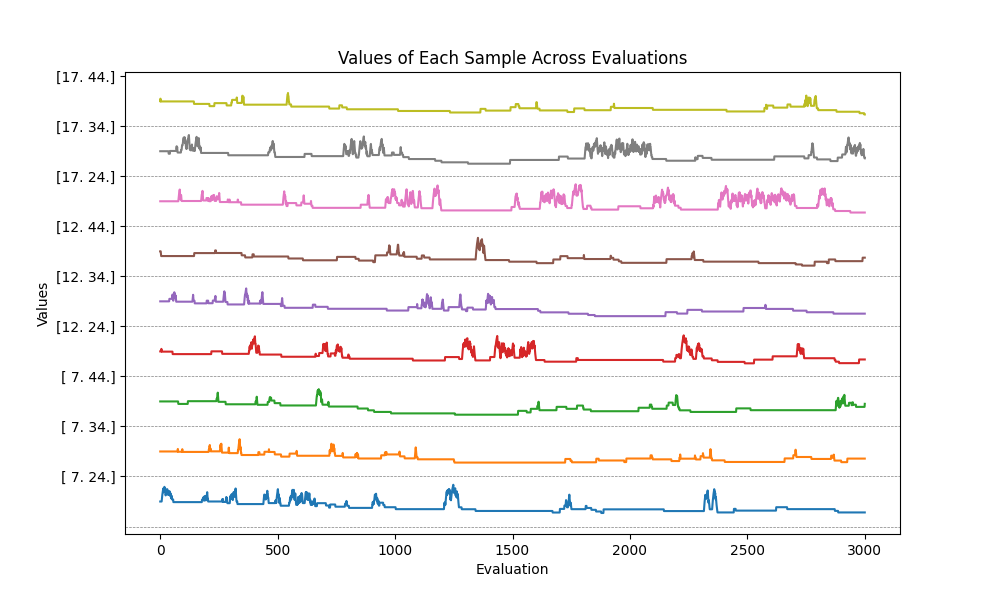 Values of Each Sample Across Evaluations
[17. 44.]
[17. 34.]
[17. 24.]
[12. 44.]
[12. 34.]
[12. 24.]
[ 7. 44.]
[ 7. 34.]
[ 7. 24.]
Values
0 500 1000 1500 2000 2500 3000
Evaluation